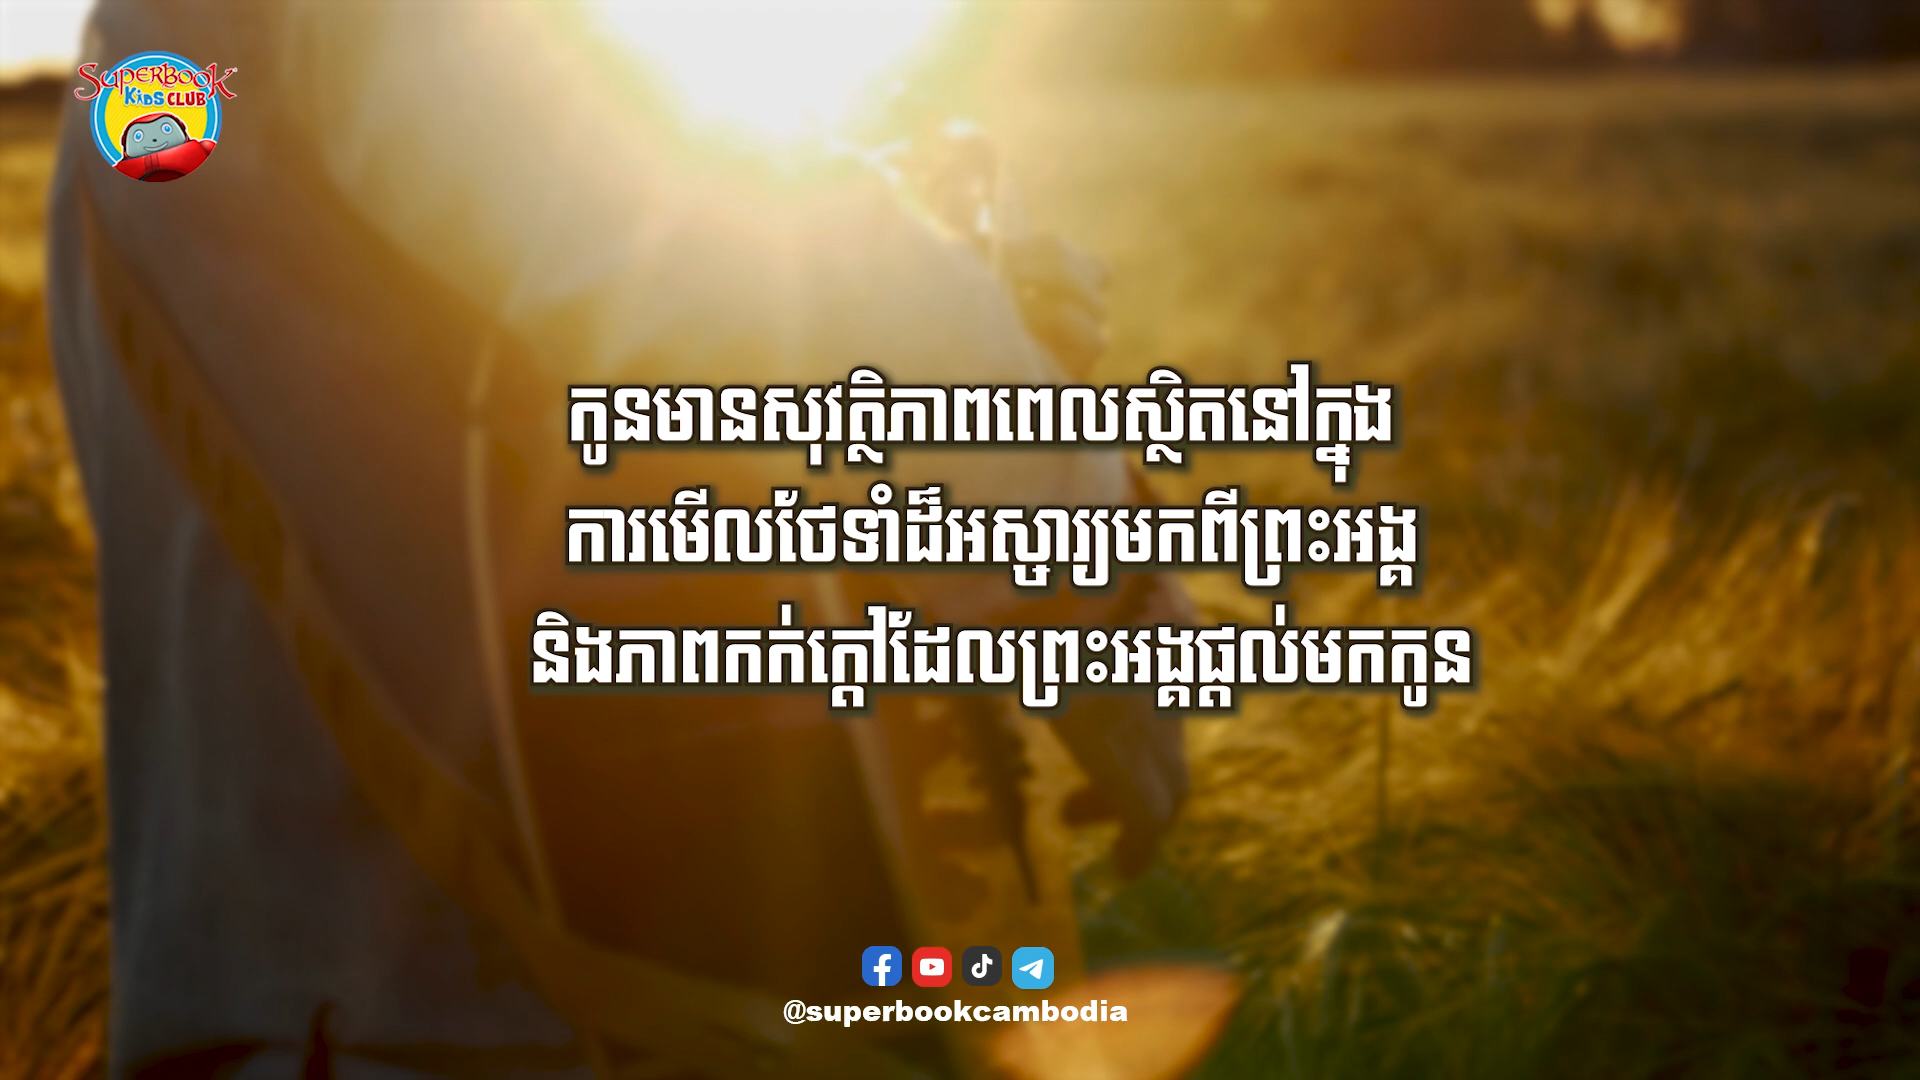 SUPERBOOK
KIDS CLUB
កូនមានសុវត្ថិភាពពេលស្ថិតនៅក្នុង
ការមើលថែទាំដ៏អស្ចារ្យមកពីព្រះអង្គ
និងភាពកក់ក្ដៅដែលព្រះអង្គផ្ដល់មកកូន
@superbookcambodia